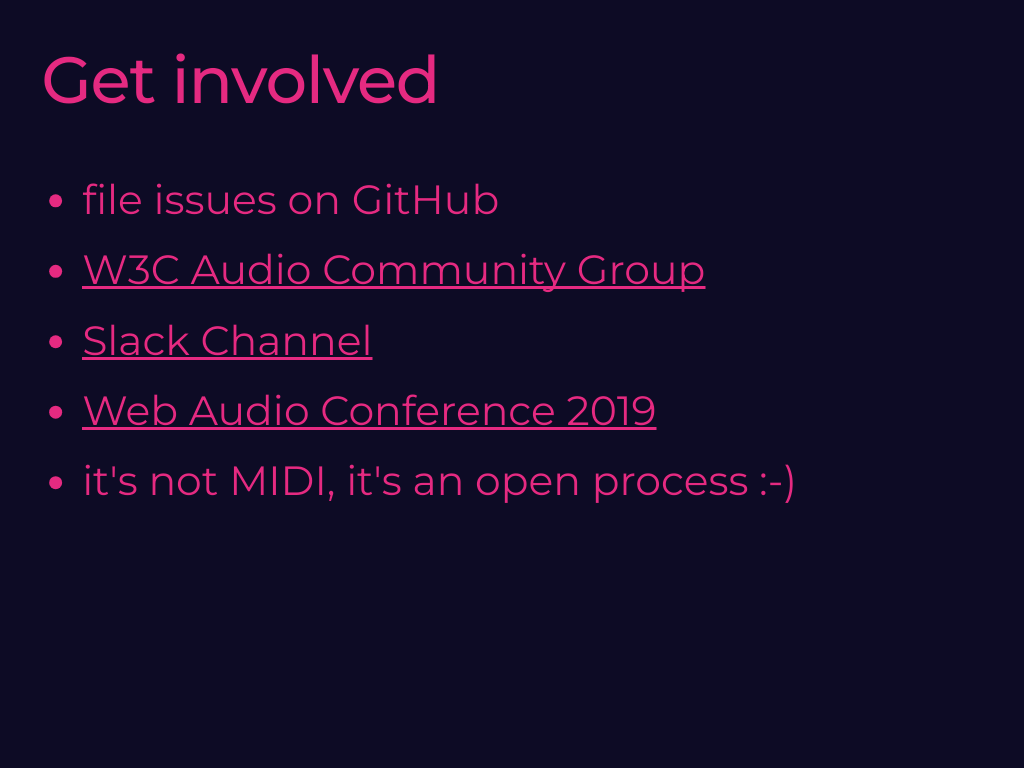 Get involved
• file issues on GitHub
• W3C Audio Community Group
• Slack Channel
• Web Audio Conference 2019
• it's not MIDI, it's an open process :-)